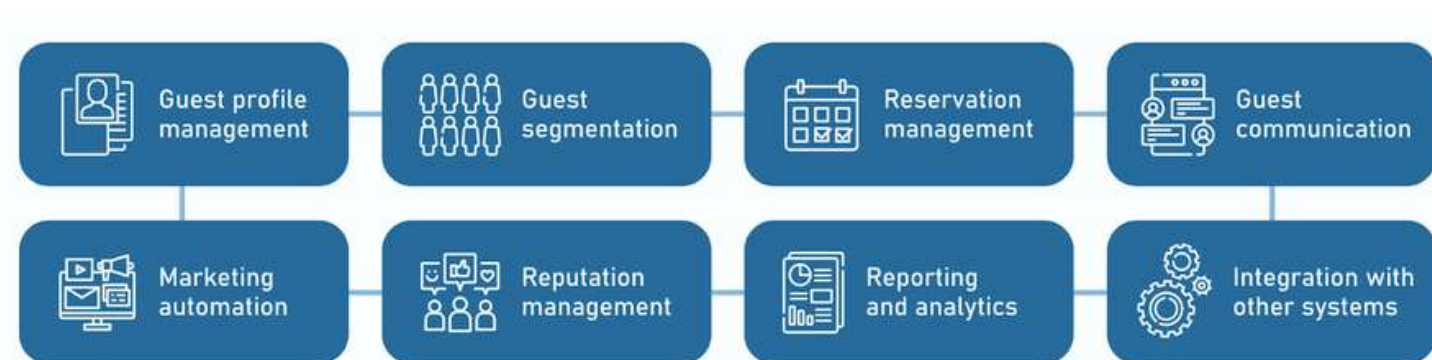 Guest profile
management
Guest
segmentation
Reservation
management
Guest
communication
Marketing
automation
Reputation
management
Reporting
and analytics
Integration with
other systems